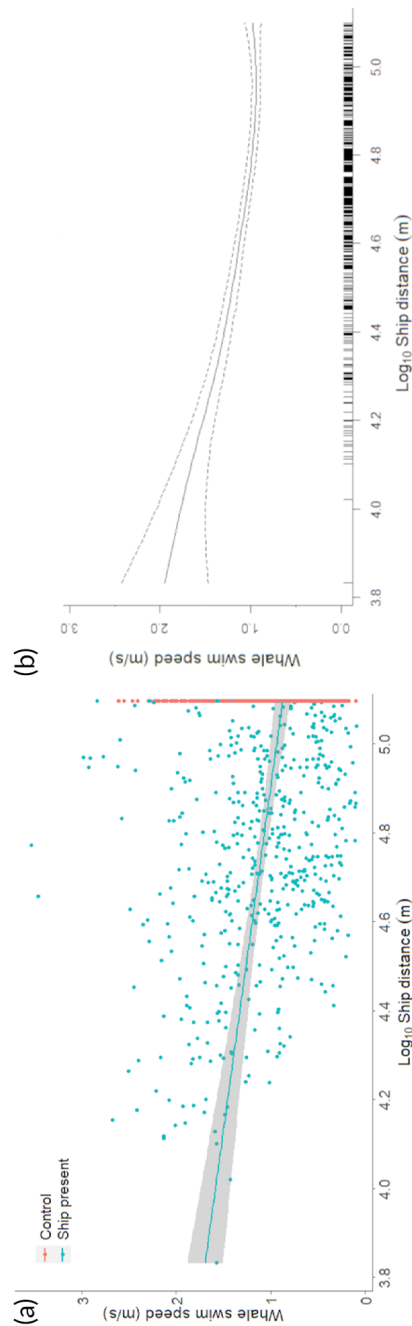 (a)
Control
Ship present
3
2
1
0
Whale swim speed (m/s)
3.8 4.0 4.2 4.4 4.6 4.8 5.0
Log10 Ship distance (m)
(b)
3.0
2.0
1.0
0.0
Whale swim speed (m/s)
3.8 4.0 4.2 4.4 4.6 4.8 5.0
Log10 Ship distance (m)